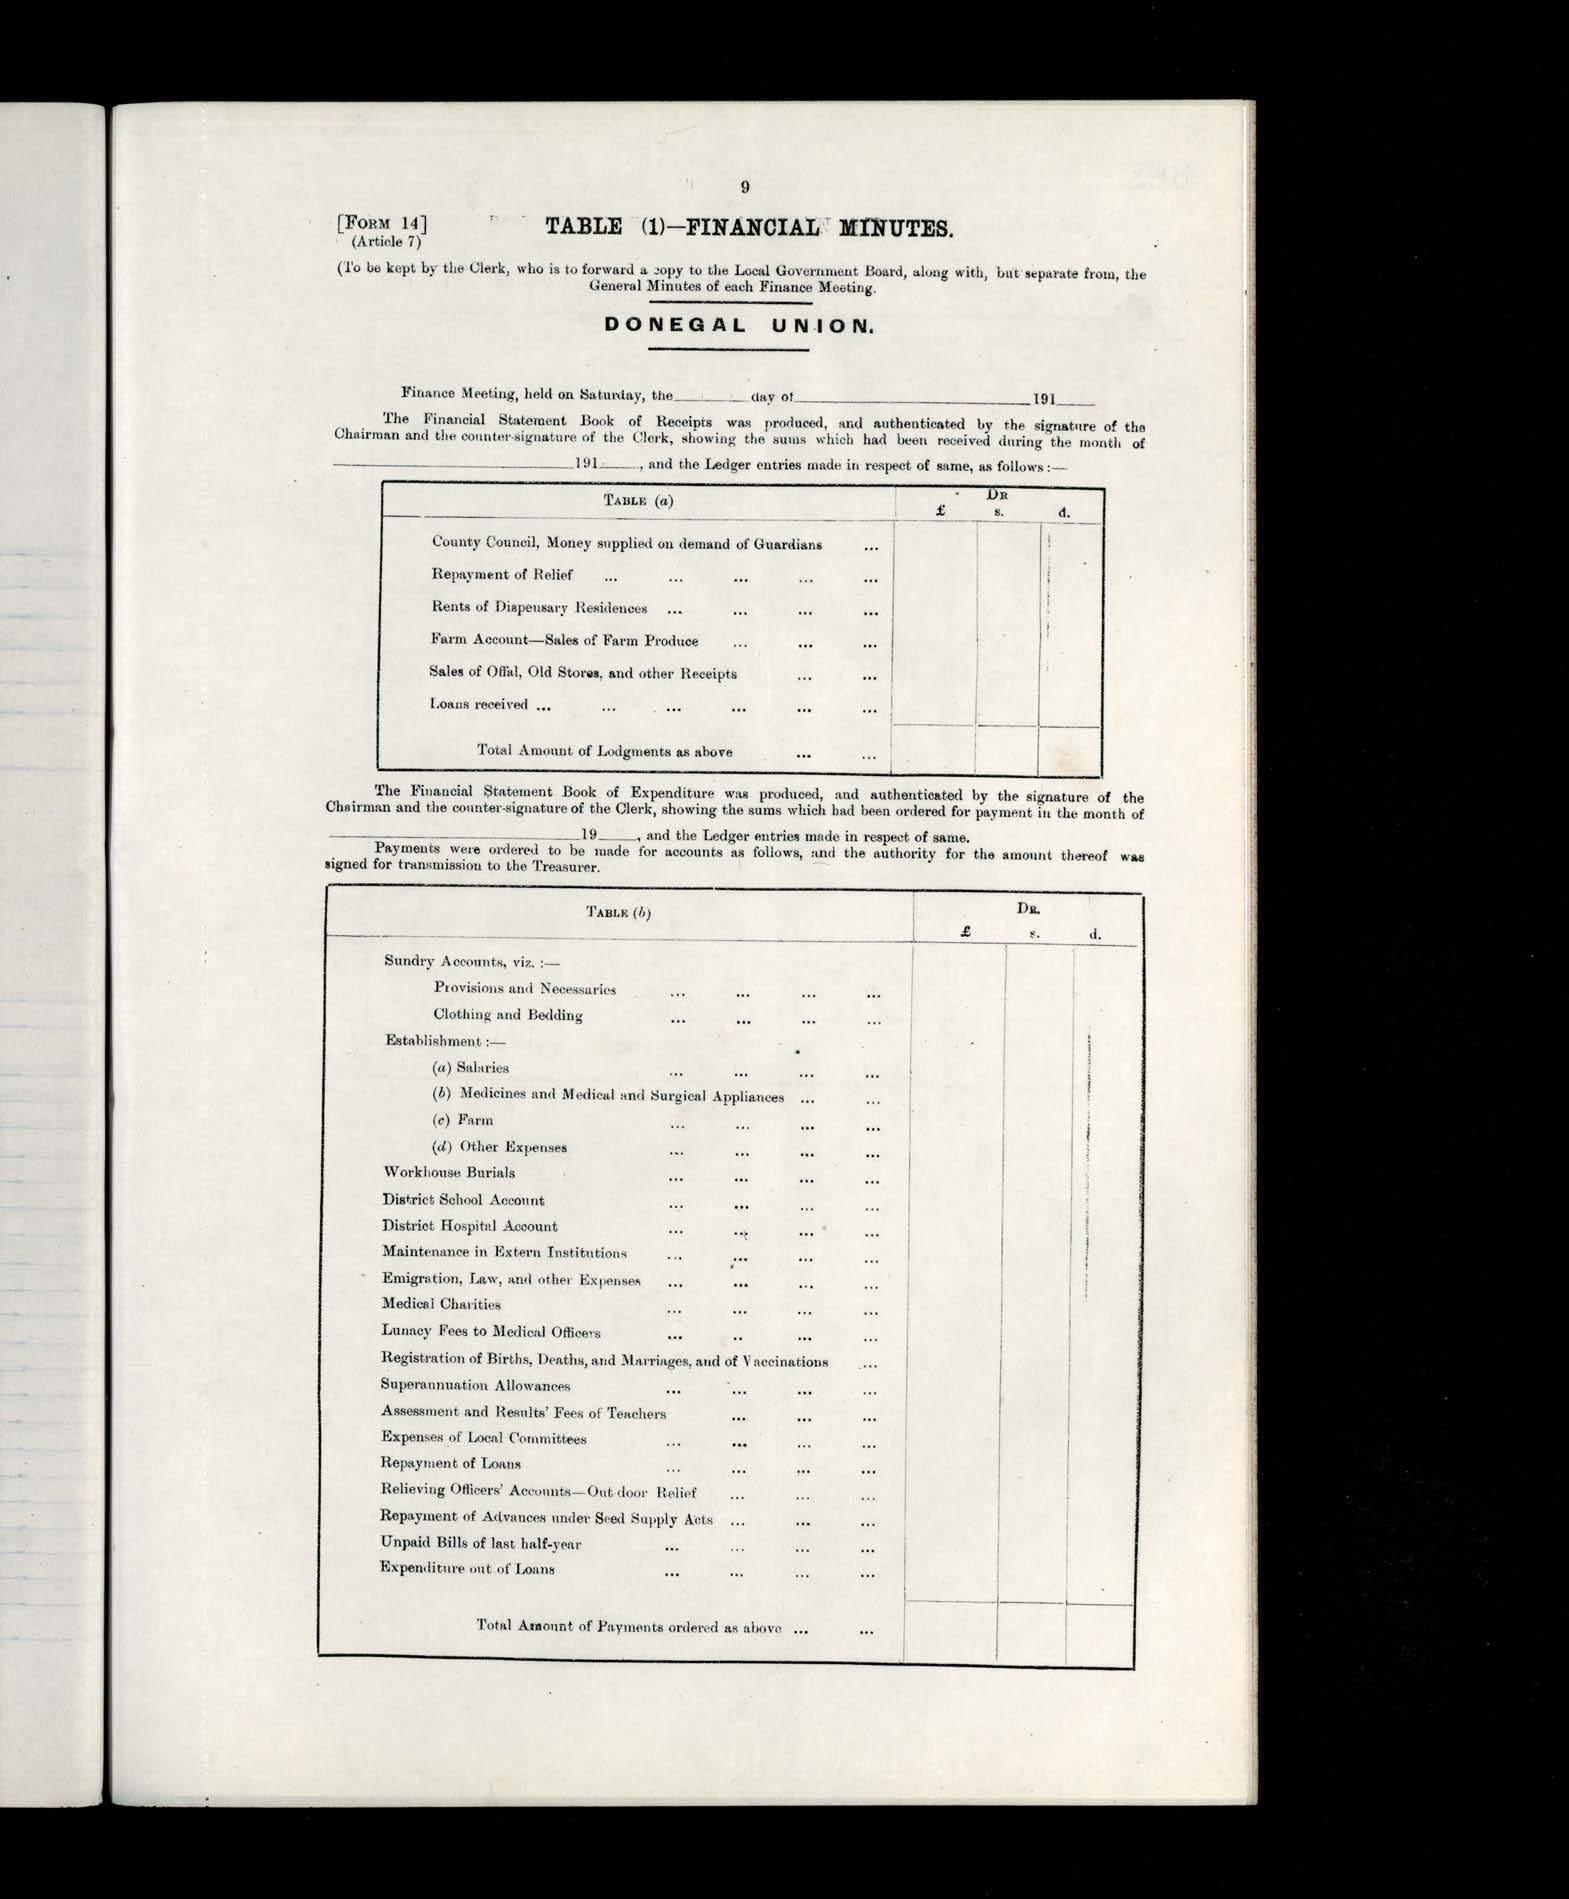 9
[FORM 14] TABLE (1)—FINANCIAL MINUTES.
(Article 7)
(To be kept by the Clerk, who is to forward a copy to the Local Government Board, along with, but separate from, the
General Minutes of each Finance Meeting.
DONEGAL UNION.
Finance Meeting, held on Saturday, the______day of______191____
The Financial Statement Book of Receipts was produced, and authenticated by the signature of the
Chairman and the counter-signature of the Clerk, showing the sums which had been received during the month of
______191____, and the Ledger entries made in respect of same, as follows:—
TABLE (a) DR
£ s. d.
County Council, Money supplied on demand of Guardians ...
Repayment of Relief ... ... ... ... ...
Rents of Dispensary Residences ... ... ... ...
Farm Account—Sales of Farm Produce ... ... ...
Sales of Offal, Old Stores, and other Receipts ... ...
Loans received ... ... ... ... ... ...
Total Amount of Lodgments as above ... ...
The Financial Statement Book of Expenditure was produced, and authenticated by the signature of the
Chairman and the counter-signature of the Clerk, showing the sums which had been ordered for payment in the month of
______19____, and the Ledger entries made in respect of same.
Payments were ordered to be made for accounts as follows, and the authority for the amount thereof was
signed for transmission to the Treasurer.
TABLE (b) DR.
£ s. d.
Sundry Accounts, viz. :—
Provisions and Necessaries ... ... ... ...
Clothing and Bedding ... ... ... ...
Establishment :—
(a) Salaries ... ... ... ...
(b) Medicines and Medical and Surgical Appliances ... ...
(c) Farm ... ... ... ...
(d) Other Expenses ... ... ... ...
Workhouse Burials ... ... ... ...
District School Account ... ... ... ...
District Hospital Account ... ... ... ...
Maintenance in Extern Institutions ... ... ... ...
Emigration, Law, and other Expenses ... ... ... ...
Medical Charities ... ... ... ...
Lunacy Fees to Medical Officers ... .. ... ...
Registration of Births, Deaths, and Marriages, and of Vaccinations ...
Superannuation Allowances ... ... ... ...
Assessment and Results' Fees of Teachers ... ... ...
Expenses of Local Committees ... ... ... ...
Repayment of Loans ... ... ... ...
Relieving Officers' Accounts—Out door Relief ... ... ...
Repayment of Advances under Seed Supply Acts ... ... ...
Unpaid Bills of last half-year ... ... ... ...
Expenditure out of Loans ... ... ... ...
Total Amount of Payments ordered as above ... ...